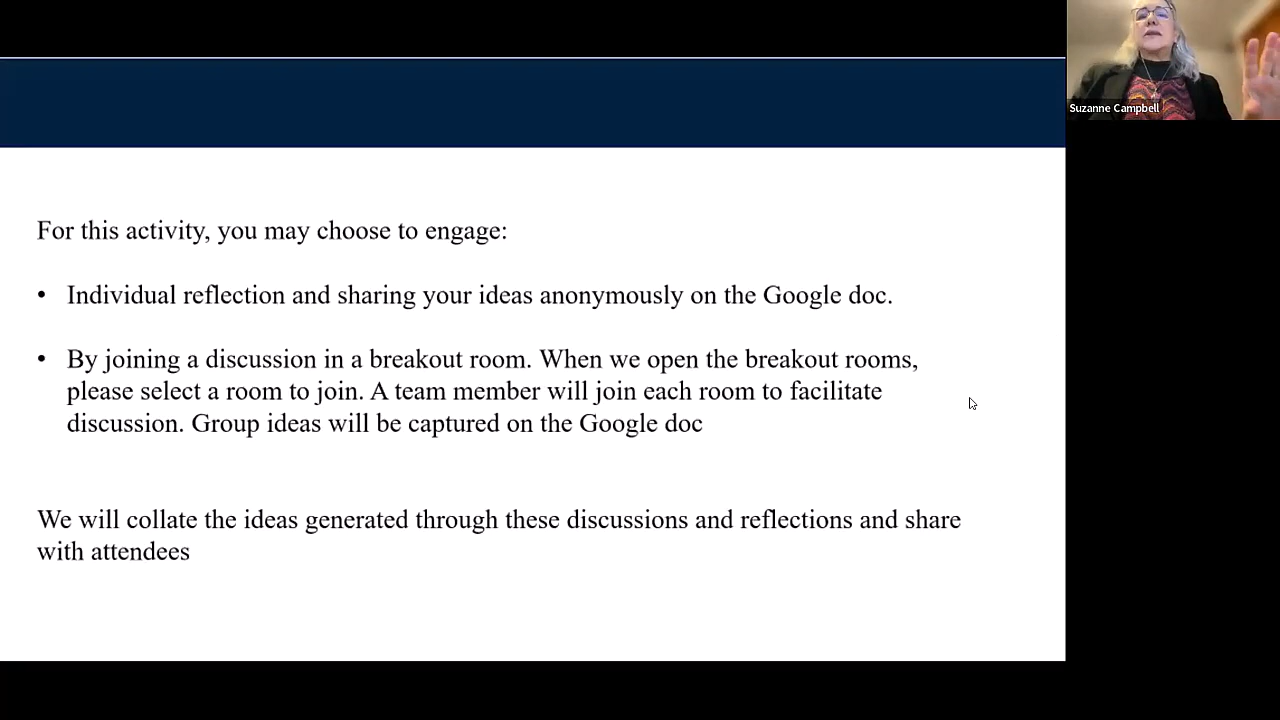 Suzanne Campbell
For this activity, you may choose to engage:
• Individual reflection and sharing your ideas anonymously on the Google doc.
• By joining a discussion in a breakout room. When we open the breakout rooms,
please select a room to join. A team member will join each room to facilitate
discussion. Group ideas will be captured on the Google doc
We will collate the ideas generated through these discussions and reflections and share
with attendees